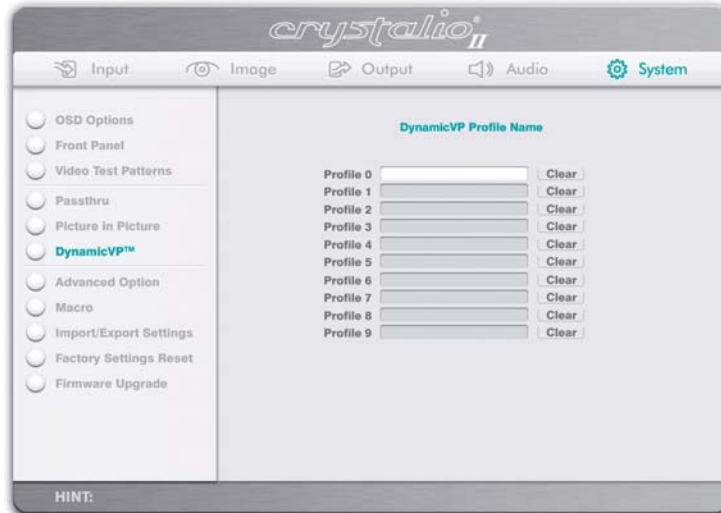 crystalio® II
Input Image Output Audio System
OSD Options
Front Panel
Video Test Patterns
Passthru
Picture in Picture
DynamicVP™
Advanced Option
Macro
Import/Export Settings
Factory Settings Reset
Firmware Upgrade
DynamicVP Profile Name
Profile 0 Clear
Profile 1 Clear
Profile 2 Clear
Profile 3 Clear
Profile 4 Clear
Profile 5 Clear
Profile 6 Clear
Profile 7 Clear
Profile 8 Clear
Profile 9 Clear
HINT: